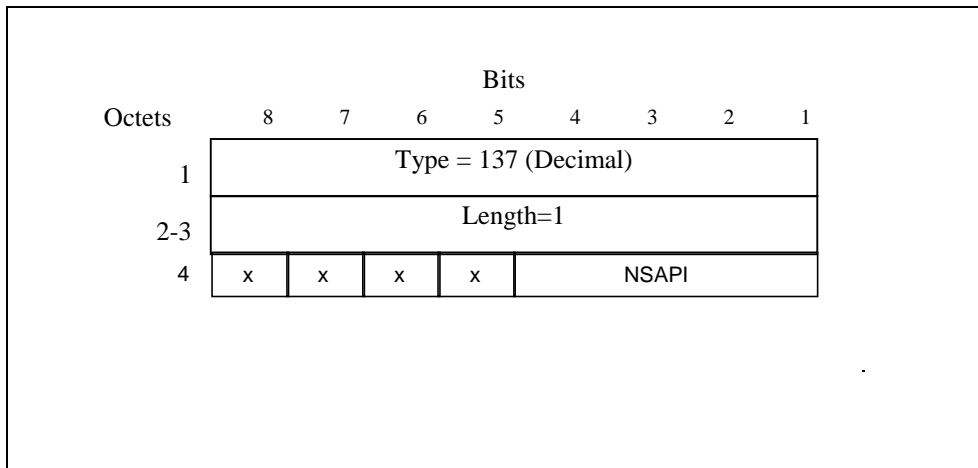 Bits
Octets 8 7 6 5 4 3 2 1
1 Type = 137 (Decimal)
2-3 Length=1
4 x x x x NSAPI
.